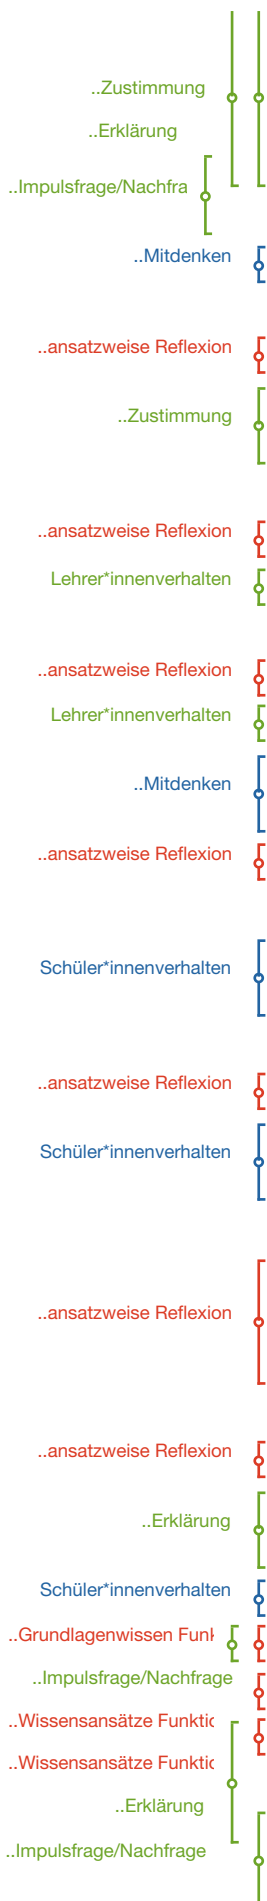 ..Zustimmung
..Erklärung
..Impulsfrage/Nachfra
..Mitdenken
..ansatzweise Reflexion
..Zustimmung
..ansatzweise Reflexion
Lehrer*innenverhalten
..ansatzweise Reflexion
Lehrer*innenverhalten
..Mitdenken
..ansatzweise Reflexion
Schüler*innenverhalten
..ansatzweise Reflexion
Schüler*innenverhalten
..ansatzweise Reflexion
..ansatzweise Reflexion
..Erklärung
Schüler*innenverhalten
..Grundlagenwissen Funk
..Impulsfrage/Nachfrage
..Wissensansätze Funktio
..Wissensansätze Funktio
..Erklärung
..Impulsfrage/Nachfrage